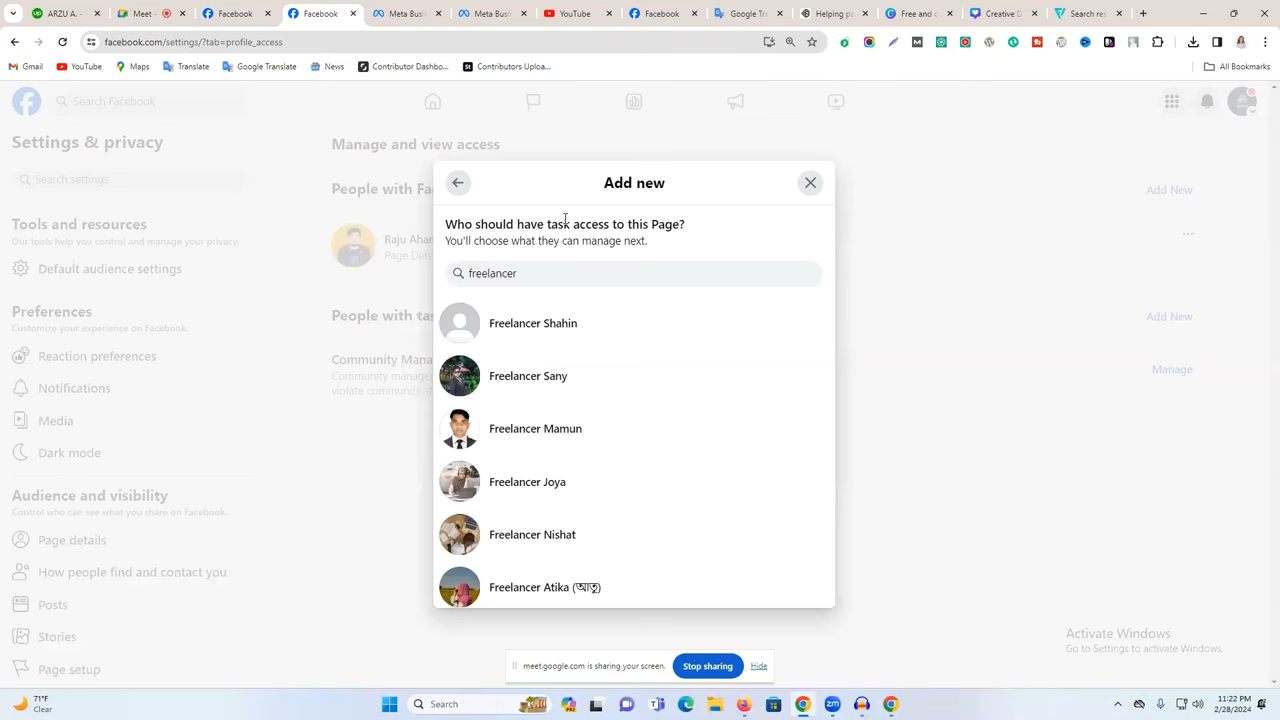 ARZU A. -
Meet -
Facebook
Facebook
Meta Busi
Meta Busi
YouTube
Facebook
Google Tra
Helping p
Free and c
Creative D
Search res
facebook.com/settings/?tab=profile_access
Gmail
YouTube
Maps
Translate
Google Translate
News
Contributor Dashbo...
Contributors Uploa...
All Bookmarks
Search Facebook
Settings & privacy
Search settings
Tools and resources
Our tools help you control and manage your privacy.
Default audience settings
Preferences
Customize your experience on Facebook.
Reaction preferences
Notifications
Media
Dark mode
Audience and visibility
Control who can see what you share on Facebook.
Page details
How people find and contact you
Posts
Stories
Page setup
Manage and view access
People with Fa
Add New
Raju Aham
Page Dela
People with tas
Add New
Community Mana
Community manage
violate community st
Manage
Add new
Who should have task access to this Page?
You'll choose what they can manage next.
freelancer
Freelancer Shahin
Freelancer Sany
Freelancer Mamun
Freelancer Joya
Freelancer Nishat
Freelancer Atika (আতু)
Activate Windows
Go to Settings to activate Windows.
meet.google.com is sharing your screen.
Stop sharing
Hide
71°F
Clear
Search
11:22 PM
2/28/2024